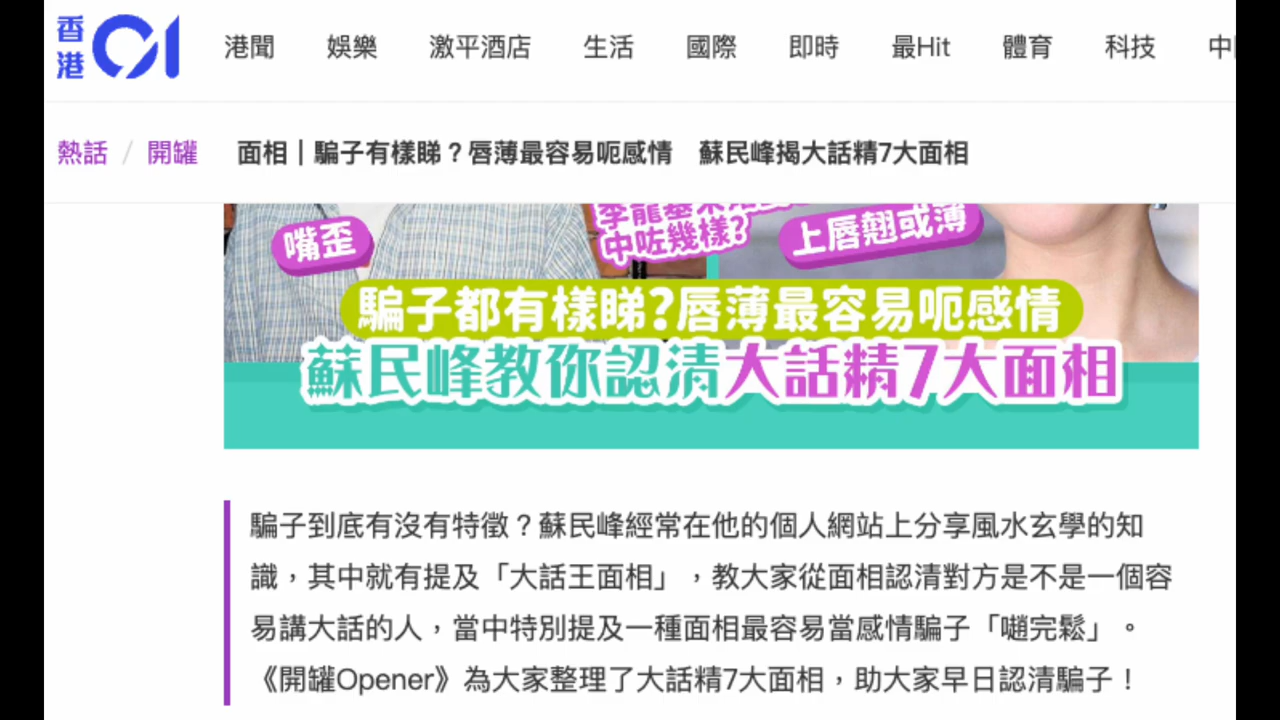 香港01
港聞 娛樂 激平酒店 生活 國際 即時 最Hit 體育 科技
熱話 / 開罐 面相｜騙子有樣睇？唇薄最容易呃感情 蘇民峰揭大話精7大面相
中咗幾樣?
嘴歪
上唇翹或薄
騙子都有樣睇?唇薄最容易呃感情
蘇民峰教你認清大話精7大面相
騙子到底有沒有特徵？蘇民峰經常在他的個人網站上分享風水玄學的知
識，其中就有提及「大話王面相」，教大家從面相認清對方是不是一個容
易講大話的人，當中特別提及一種面相最容易當感情騙子「𠺘完鬆」。
《開罐Opener》為大家整理了大話精7大面相，助大家早日認清騙子！